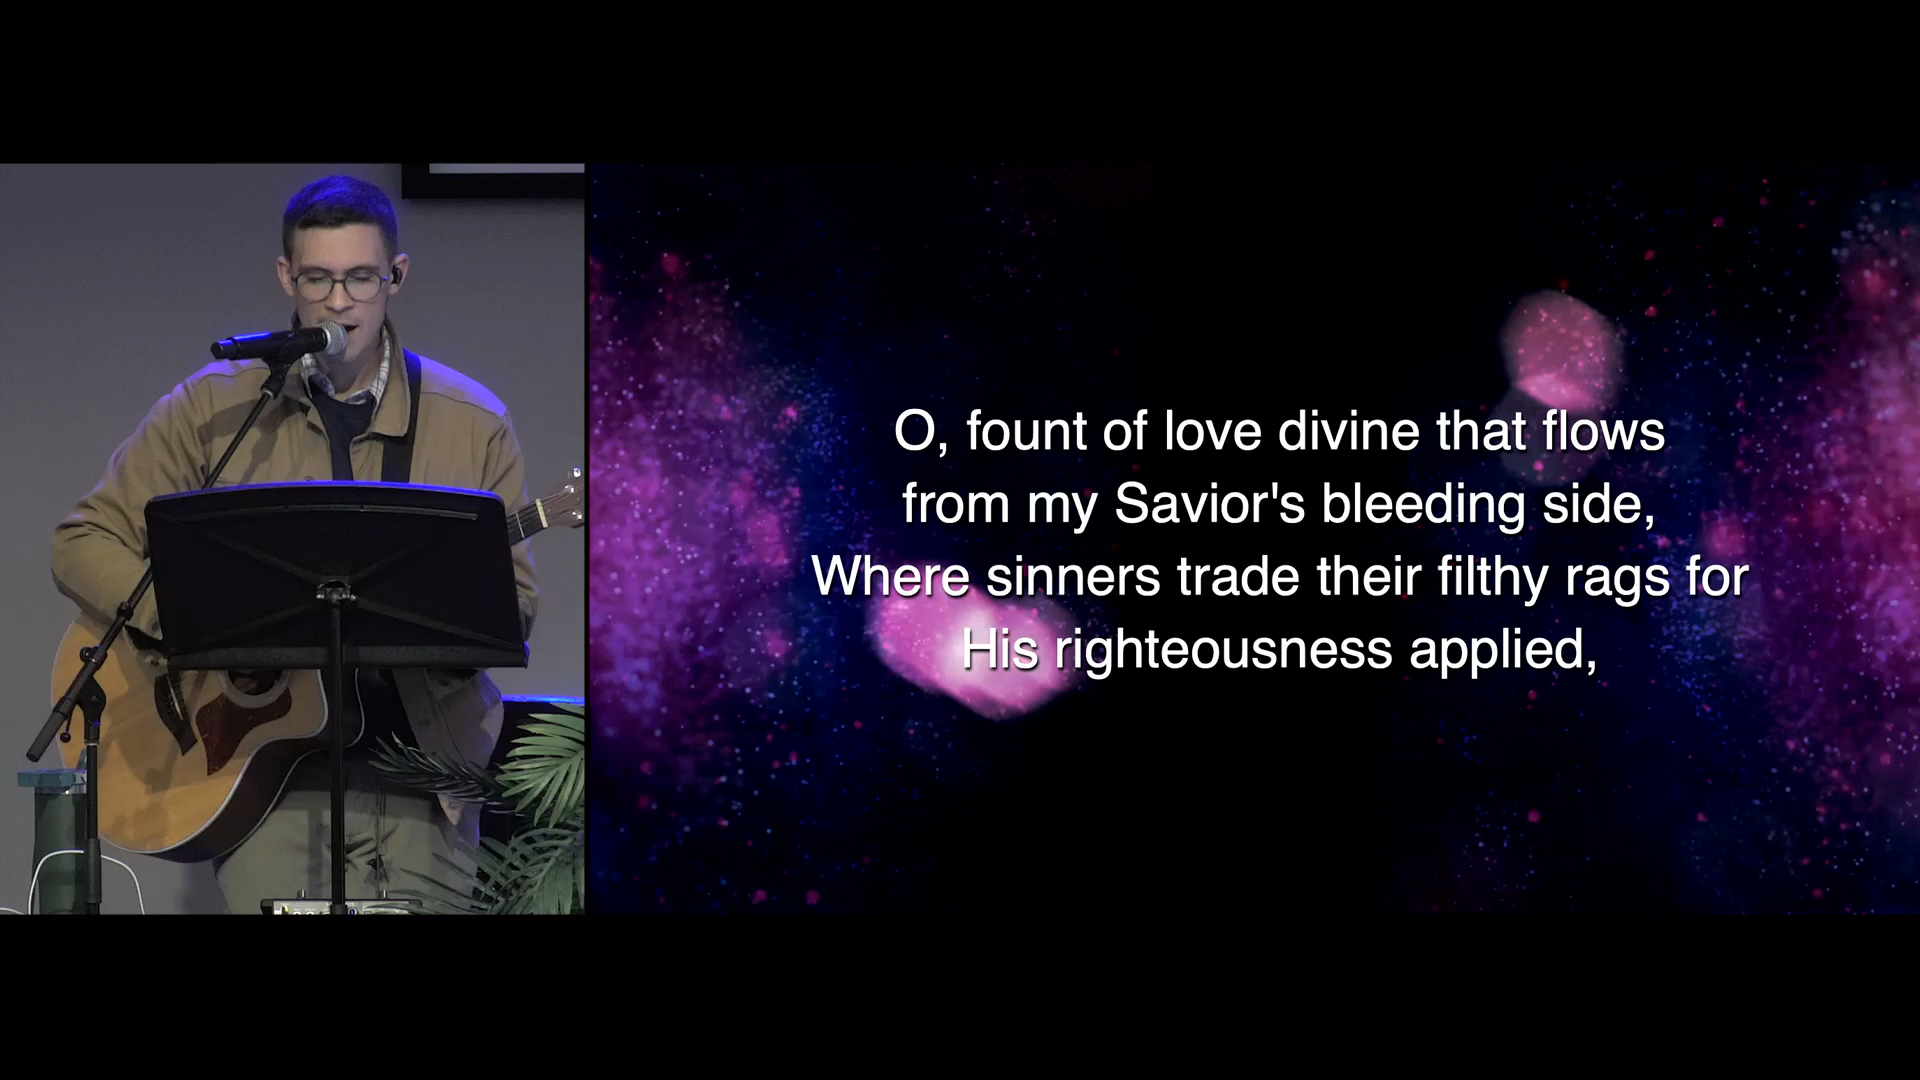 O, fount of love divine that flows
from my Savior's bleeding side,
Where sinners trade their filthy rags for
His righteousness applied,